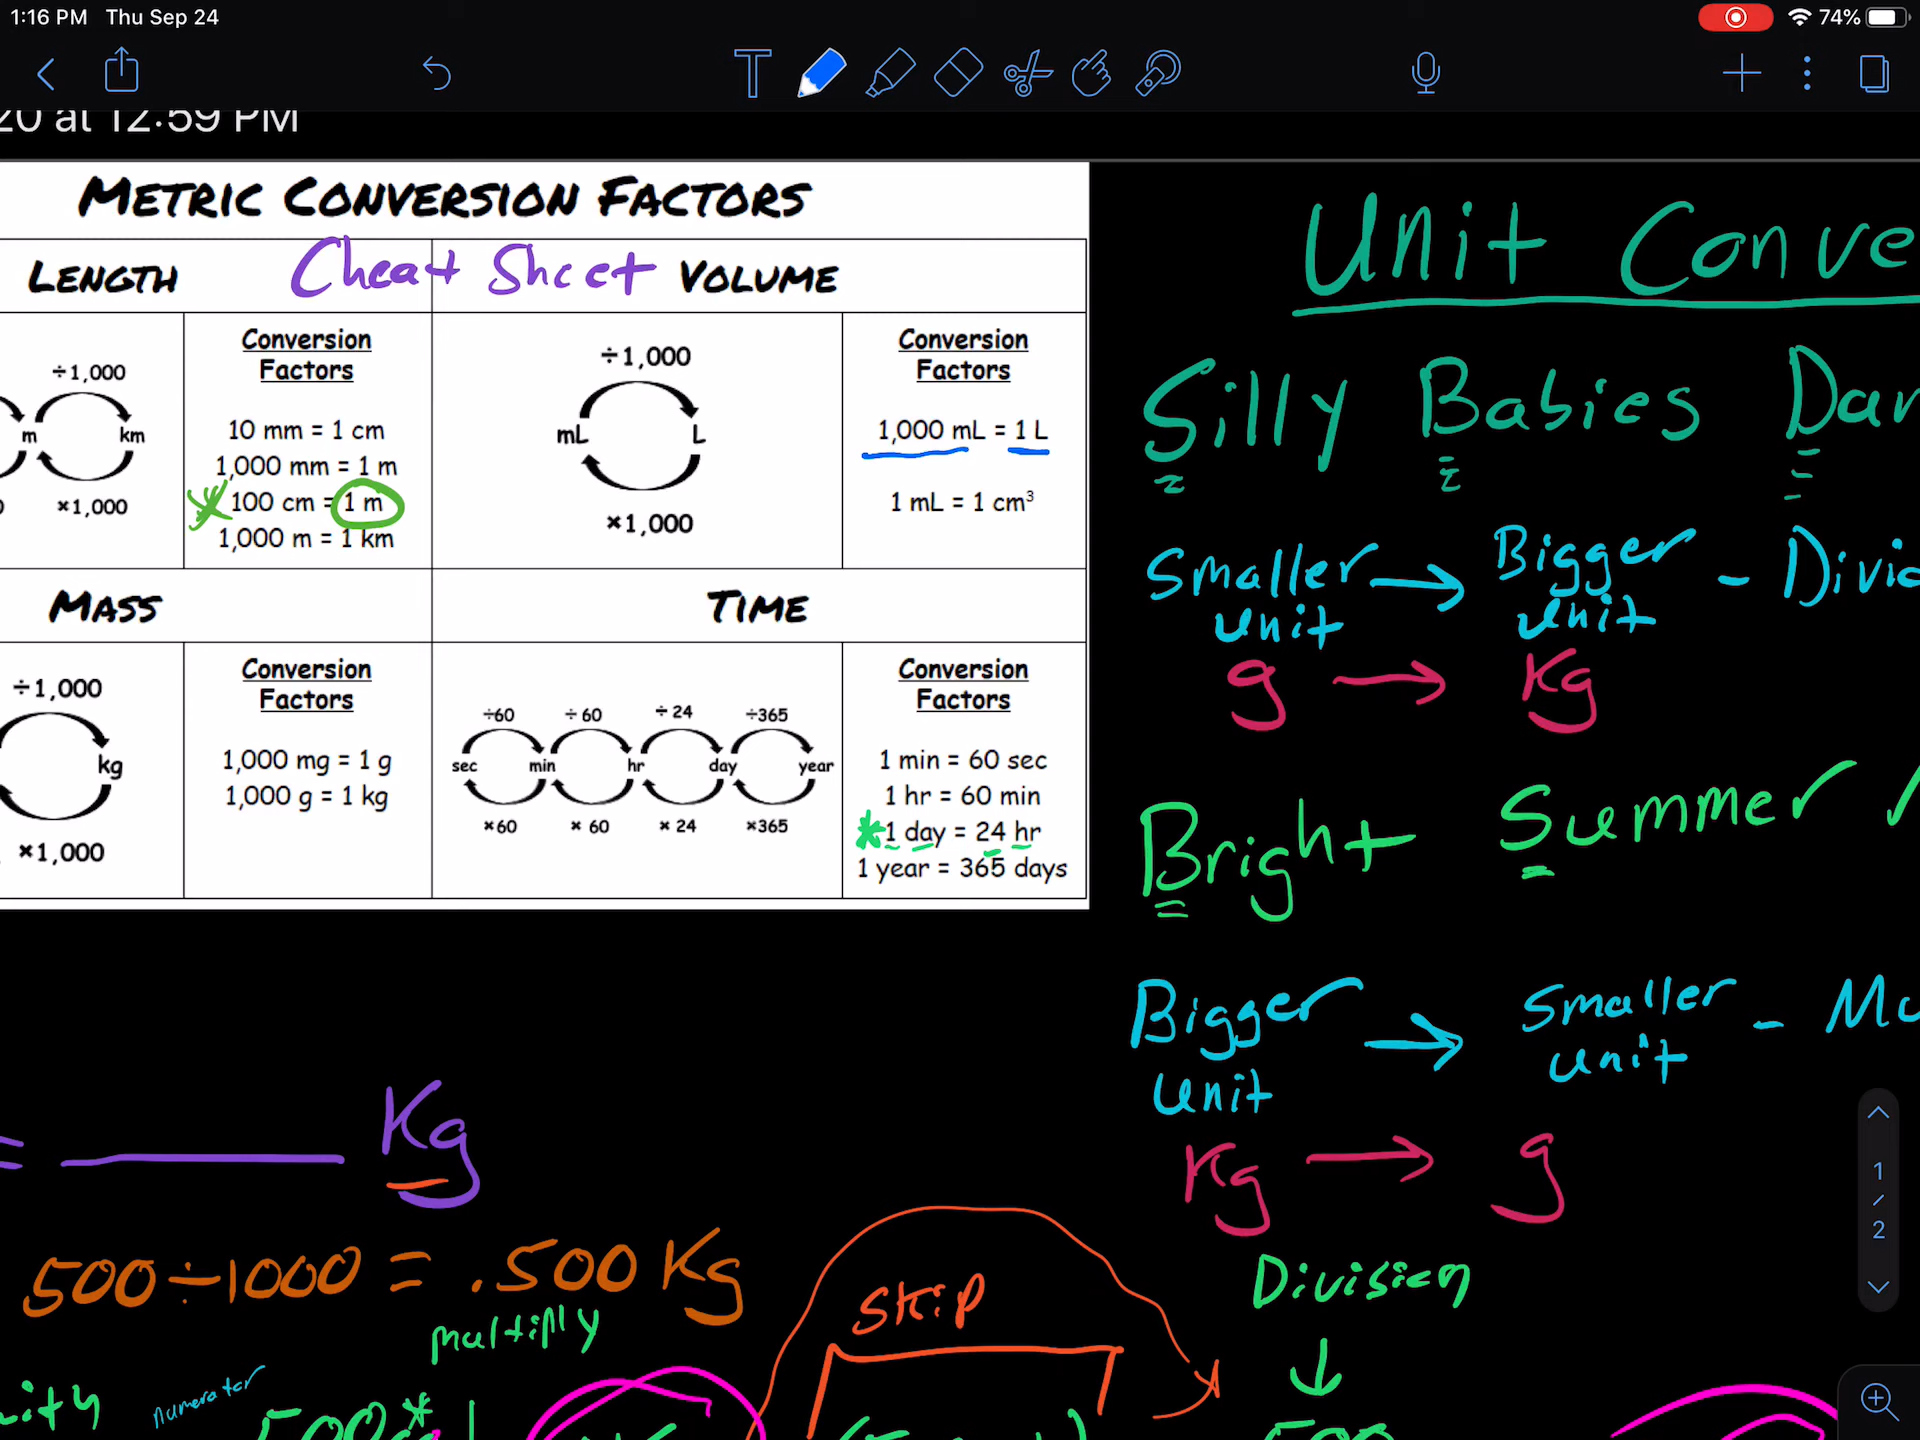 1:16 PM Thu Sep 24
74%
20 at 12:59 PM
METRIC CONVERSION FACTORS
Cheat Sheet
LENGTH
VOLUME
÷1,000
m
km
×1,000
Conversion
Factors
10 mm = 1 cm
1,000 mm = 1 m
100 cm = 1 m
1,000 m = 1 km
÷1,000
mL
L
×1,000
Conversion
Factors
1,000 mL = 1 L
1 mL = 1 cm³
MASS
TIME
÷1,000
kg
×1,000
Conversion
Factors
1,000 mg = 1 g
1,000 g = 1 kg
÷60 ÷60 ÷24 ÷365
sec min hr day year
×60 ×60 ×24 ×365
Conversion
Factors
1 min = 60 sec
1 hr = 60 min
*1 day = 24 hr
1 year = 365 days
Unit Conve
Silly Babies Dan
Smaller unit → Bigger unit - Divid
g → Kg
Bright Summer
Bigger unit → Smaller unit - Mu
Kg → g
= ____ Kg
500 ÷ 1000 = .500 Kg
multiply
Skip
Division
numerator
500
1
/
2